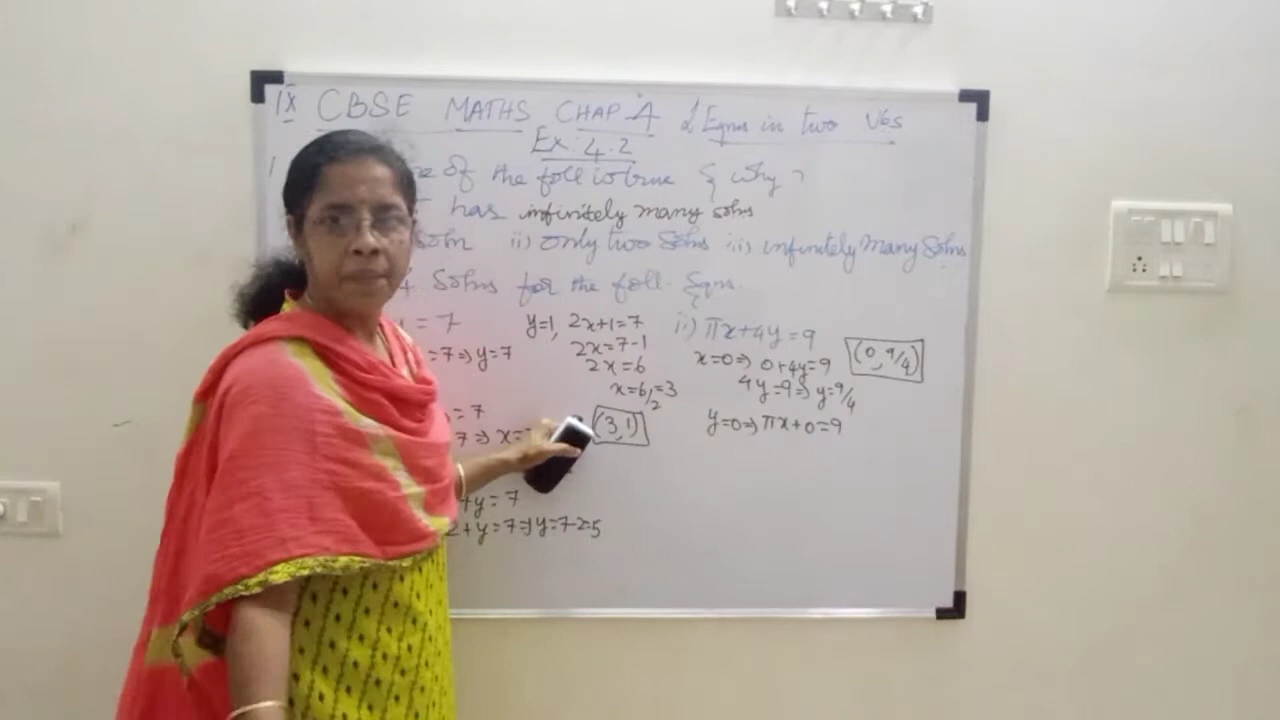 IX CBSE MATHS CHAP 4 L Eqns in two Vbs
Ex: 4.2
of the foll is true & why?
has infinitely many solns
soln ii) only two Solns iii) infinitely Many Solns
Solns for the foll. Eqns.
= 7
y=1, 2x+1=7
2x=7-1
2x=6
x=6/2=3
(3,1)
=7⇒y=7
= 7
7⇒ x=
+y=7
2+y=7⇒y=7-2=5
ii) πx+4y=9
x=0⇒ 0+4y=9
(0, 9/4)
4y=9⇒y=9/4
y=0⇒πx+0=9